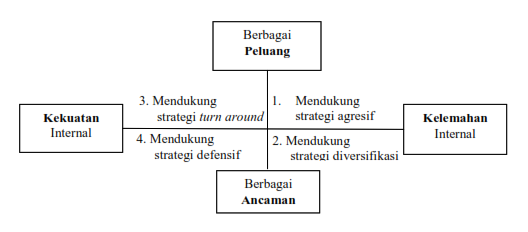 Berbagai
Peluang
3. Mendukung
strategi turn around
1. Mendukung
strategi agresif
Kekuatan
Internal
Kelemahan
Internal
4. Mendukung
strategi defensif
2. Mendukung
strategi diversifikasi
Berbagai
Ancaman